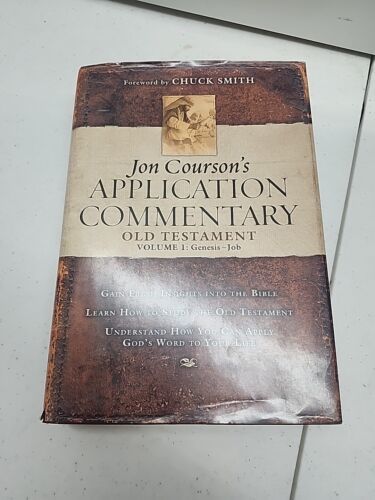 Foreword by CHUCK SMITH
Jon Courson's
APPLICATION
COMMENTARY
OLD TESTAMENT
VOLUME 1: Genesis–Job
GAIN FRESH INSIGHTS INTO THE BIBLE
LEARN HOW TO STUDY THE OLD TESTAMENT
UNDERSTAND HOW YOU CAN APPLY
GOD'S WORD TO YOUR LIFE